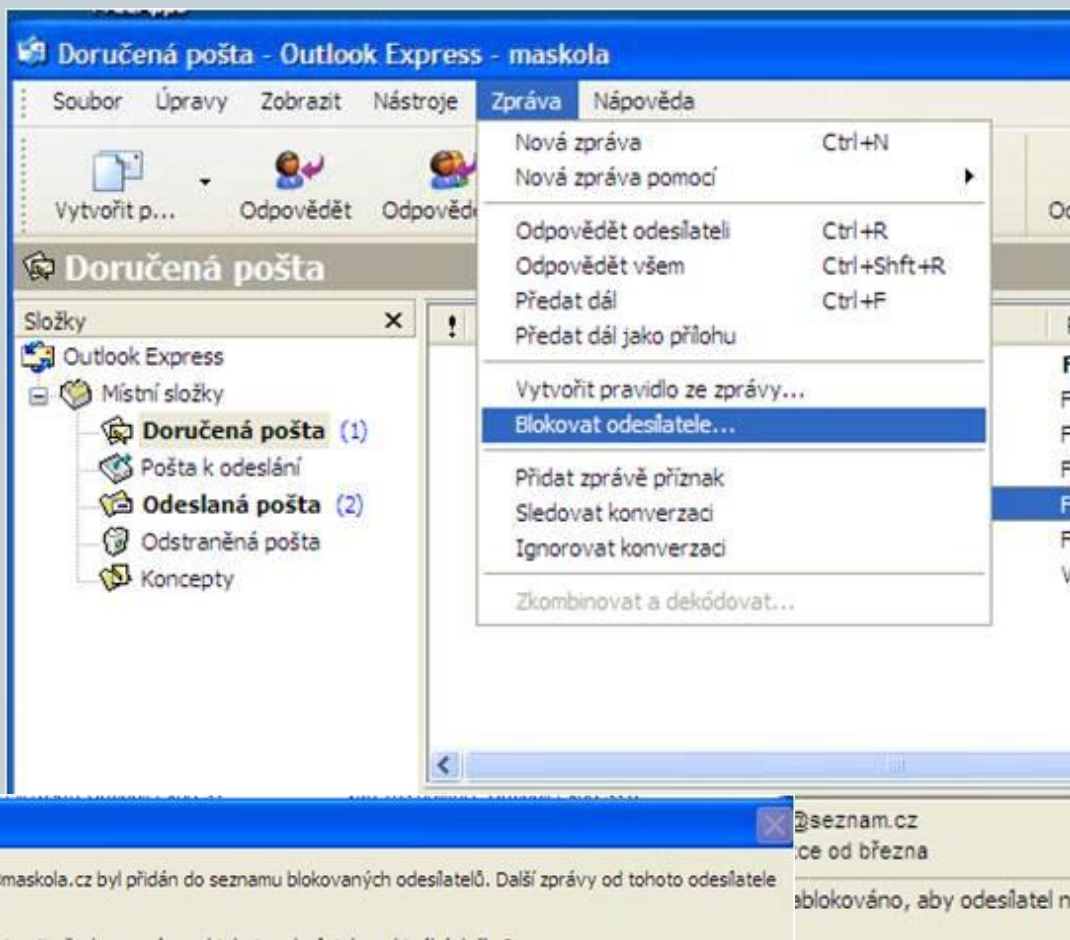 Doručená pošta - Outlook Express - maskola
Soubor Úpravy Zobrazit Nástroje Zpráva Nápověda
Vytvořit p... Odpovědět
Doručená pošta
Složky
Outlook Express
Místní složky
Doručená pošta (1)
Pošta k odeslání
Odeslaná pošta (2)
Odstraněná pošta
Koncepty
Nová zpráva Ctrl+N
Nová zpráva pomocí
Odpovědět odesílateli Ctrl+R
Odpovědět všem Ctrl+Shft+R
Předat dál Ctrl+F
Předat dál jako přílohu
Vytvořit pravidlo ze zprávy...
Blokovat odesílatele...
Přidat zprávě příznak
Sledovat konverzaci
Ignorovat konverzaci
Zkombinovat a dekódovat...
@seznam.cz
od března
maskola.cz byl přidán do seznamu blokovaných odesílatelů. Další zprávy od tohoto odesílatele
ablokováno, aby odesílatel n